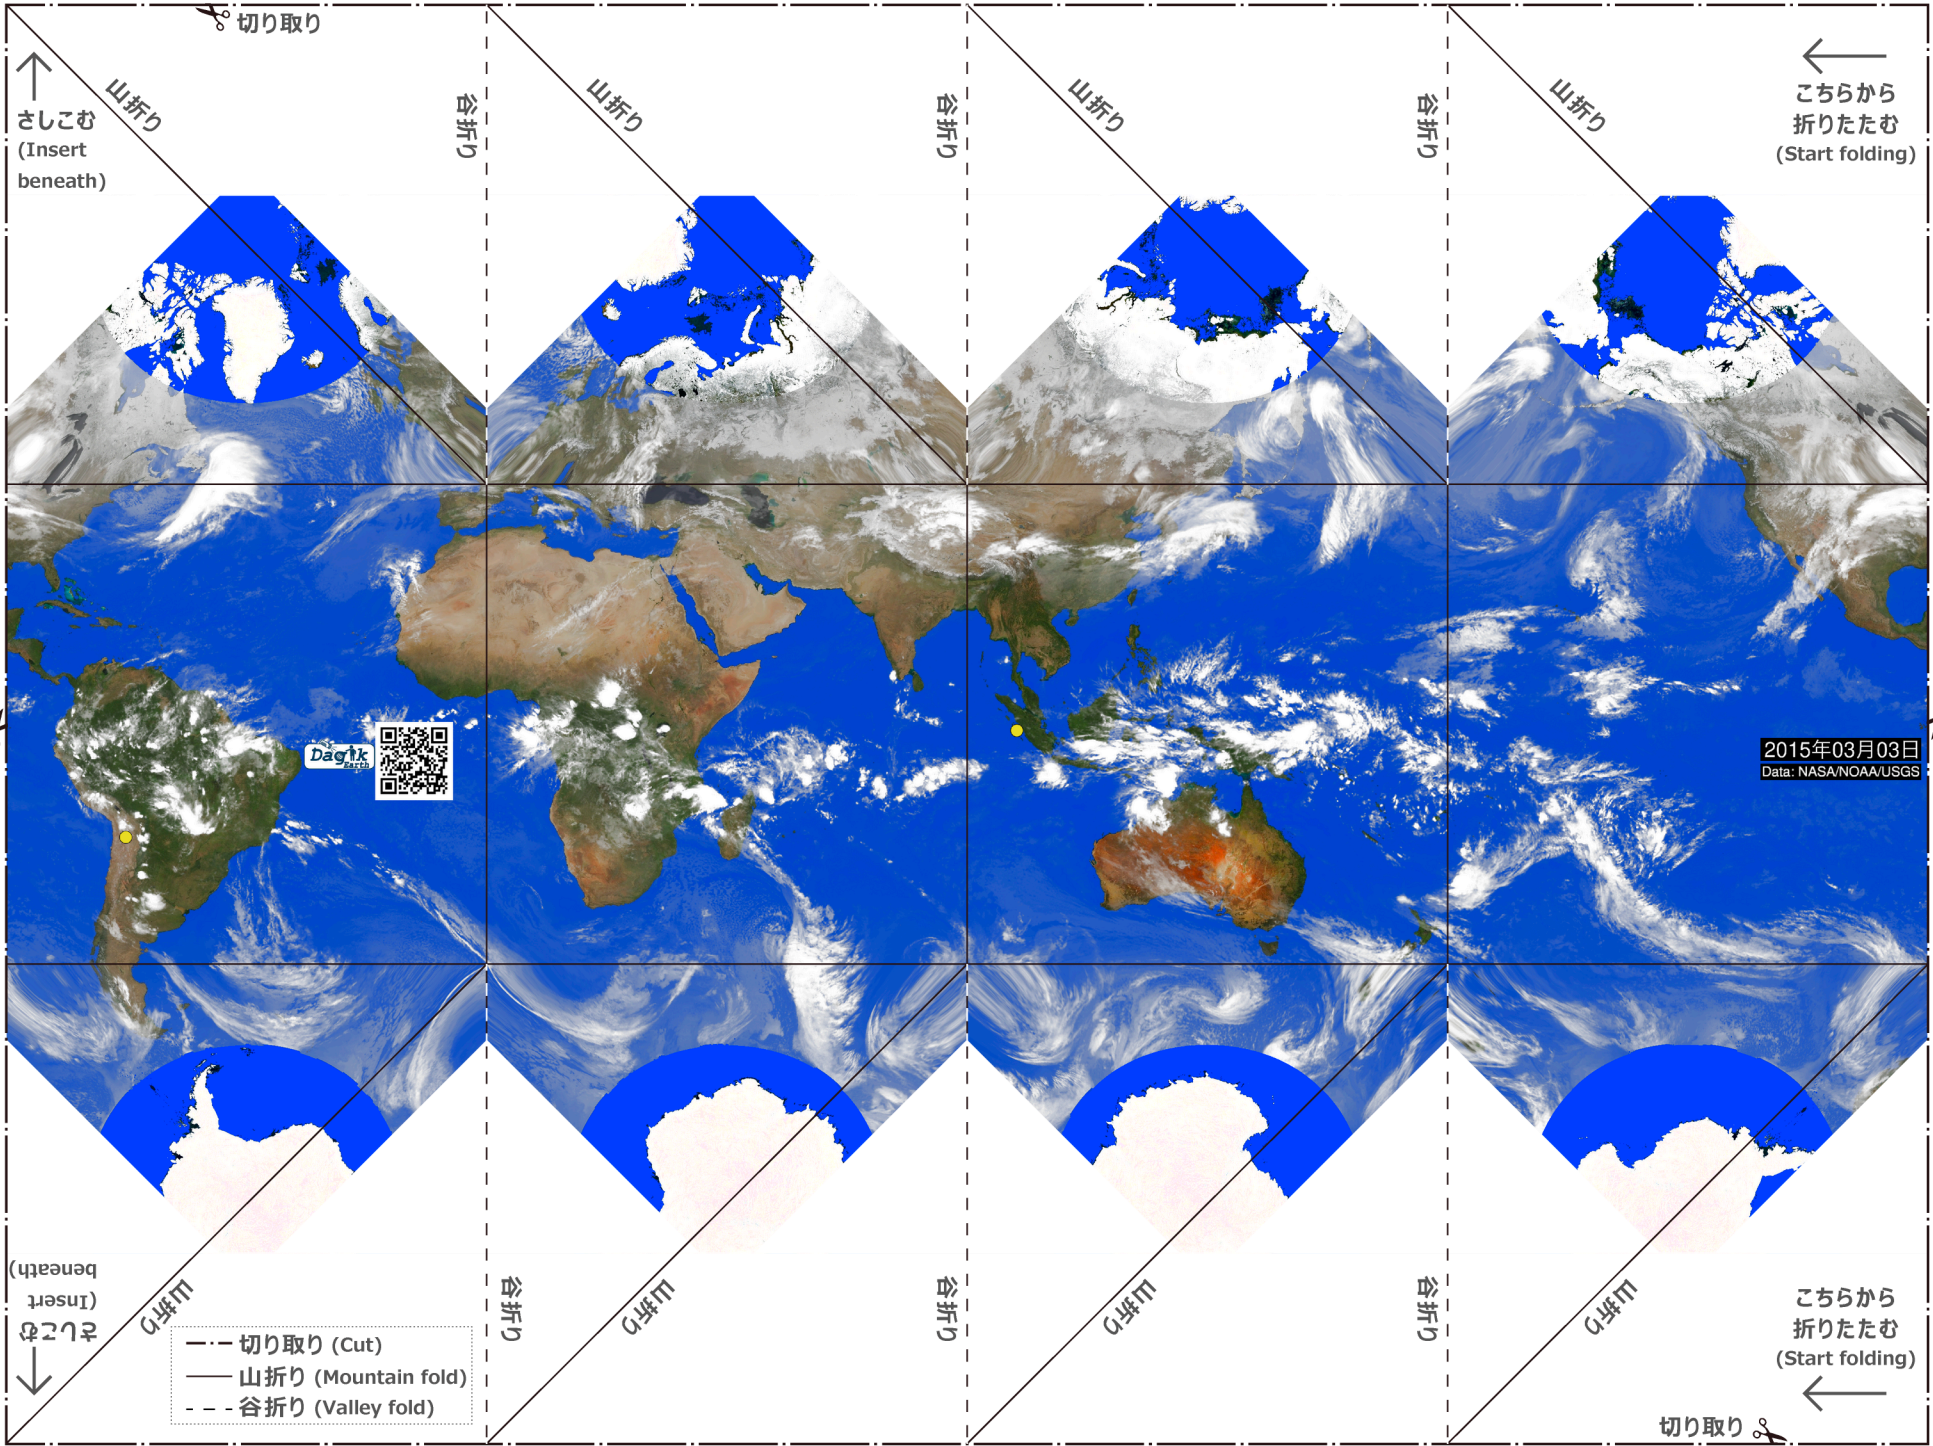 切り取り
さしこむ
(Insert
beneath)
山折り
谷折り
山折り
谷折り
山折り
谷折り
山折り
こちらから
折りたたむ
(Start folding)
Dagik
Earth
2015年03月03日
Data: NASA/NOAA/USGS
さしこむ
(Insert
beneath)
山折り
谷折り
山折り
谷折り
山折り
谷折り
山折り
こちらから
折りたたむ
(Start folding)
切り取り (Cut)
山折り (Mountain fold)
谷折り (Valley fold)
切り取り